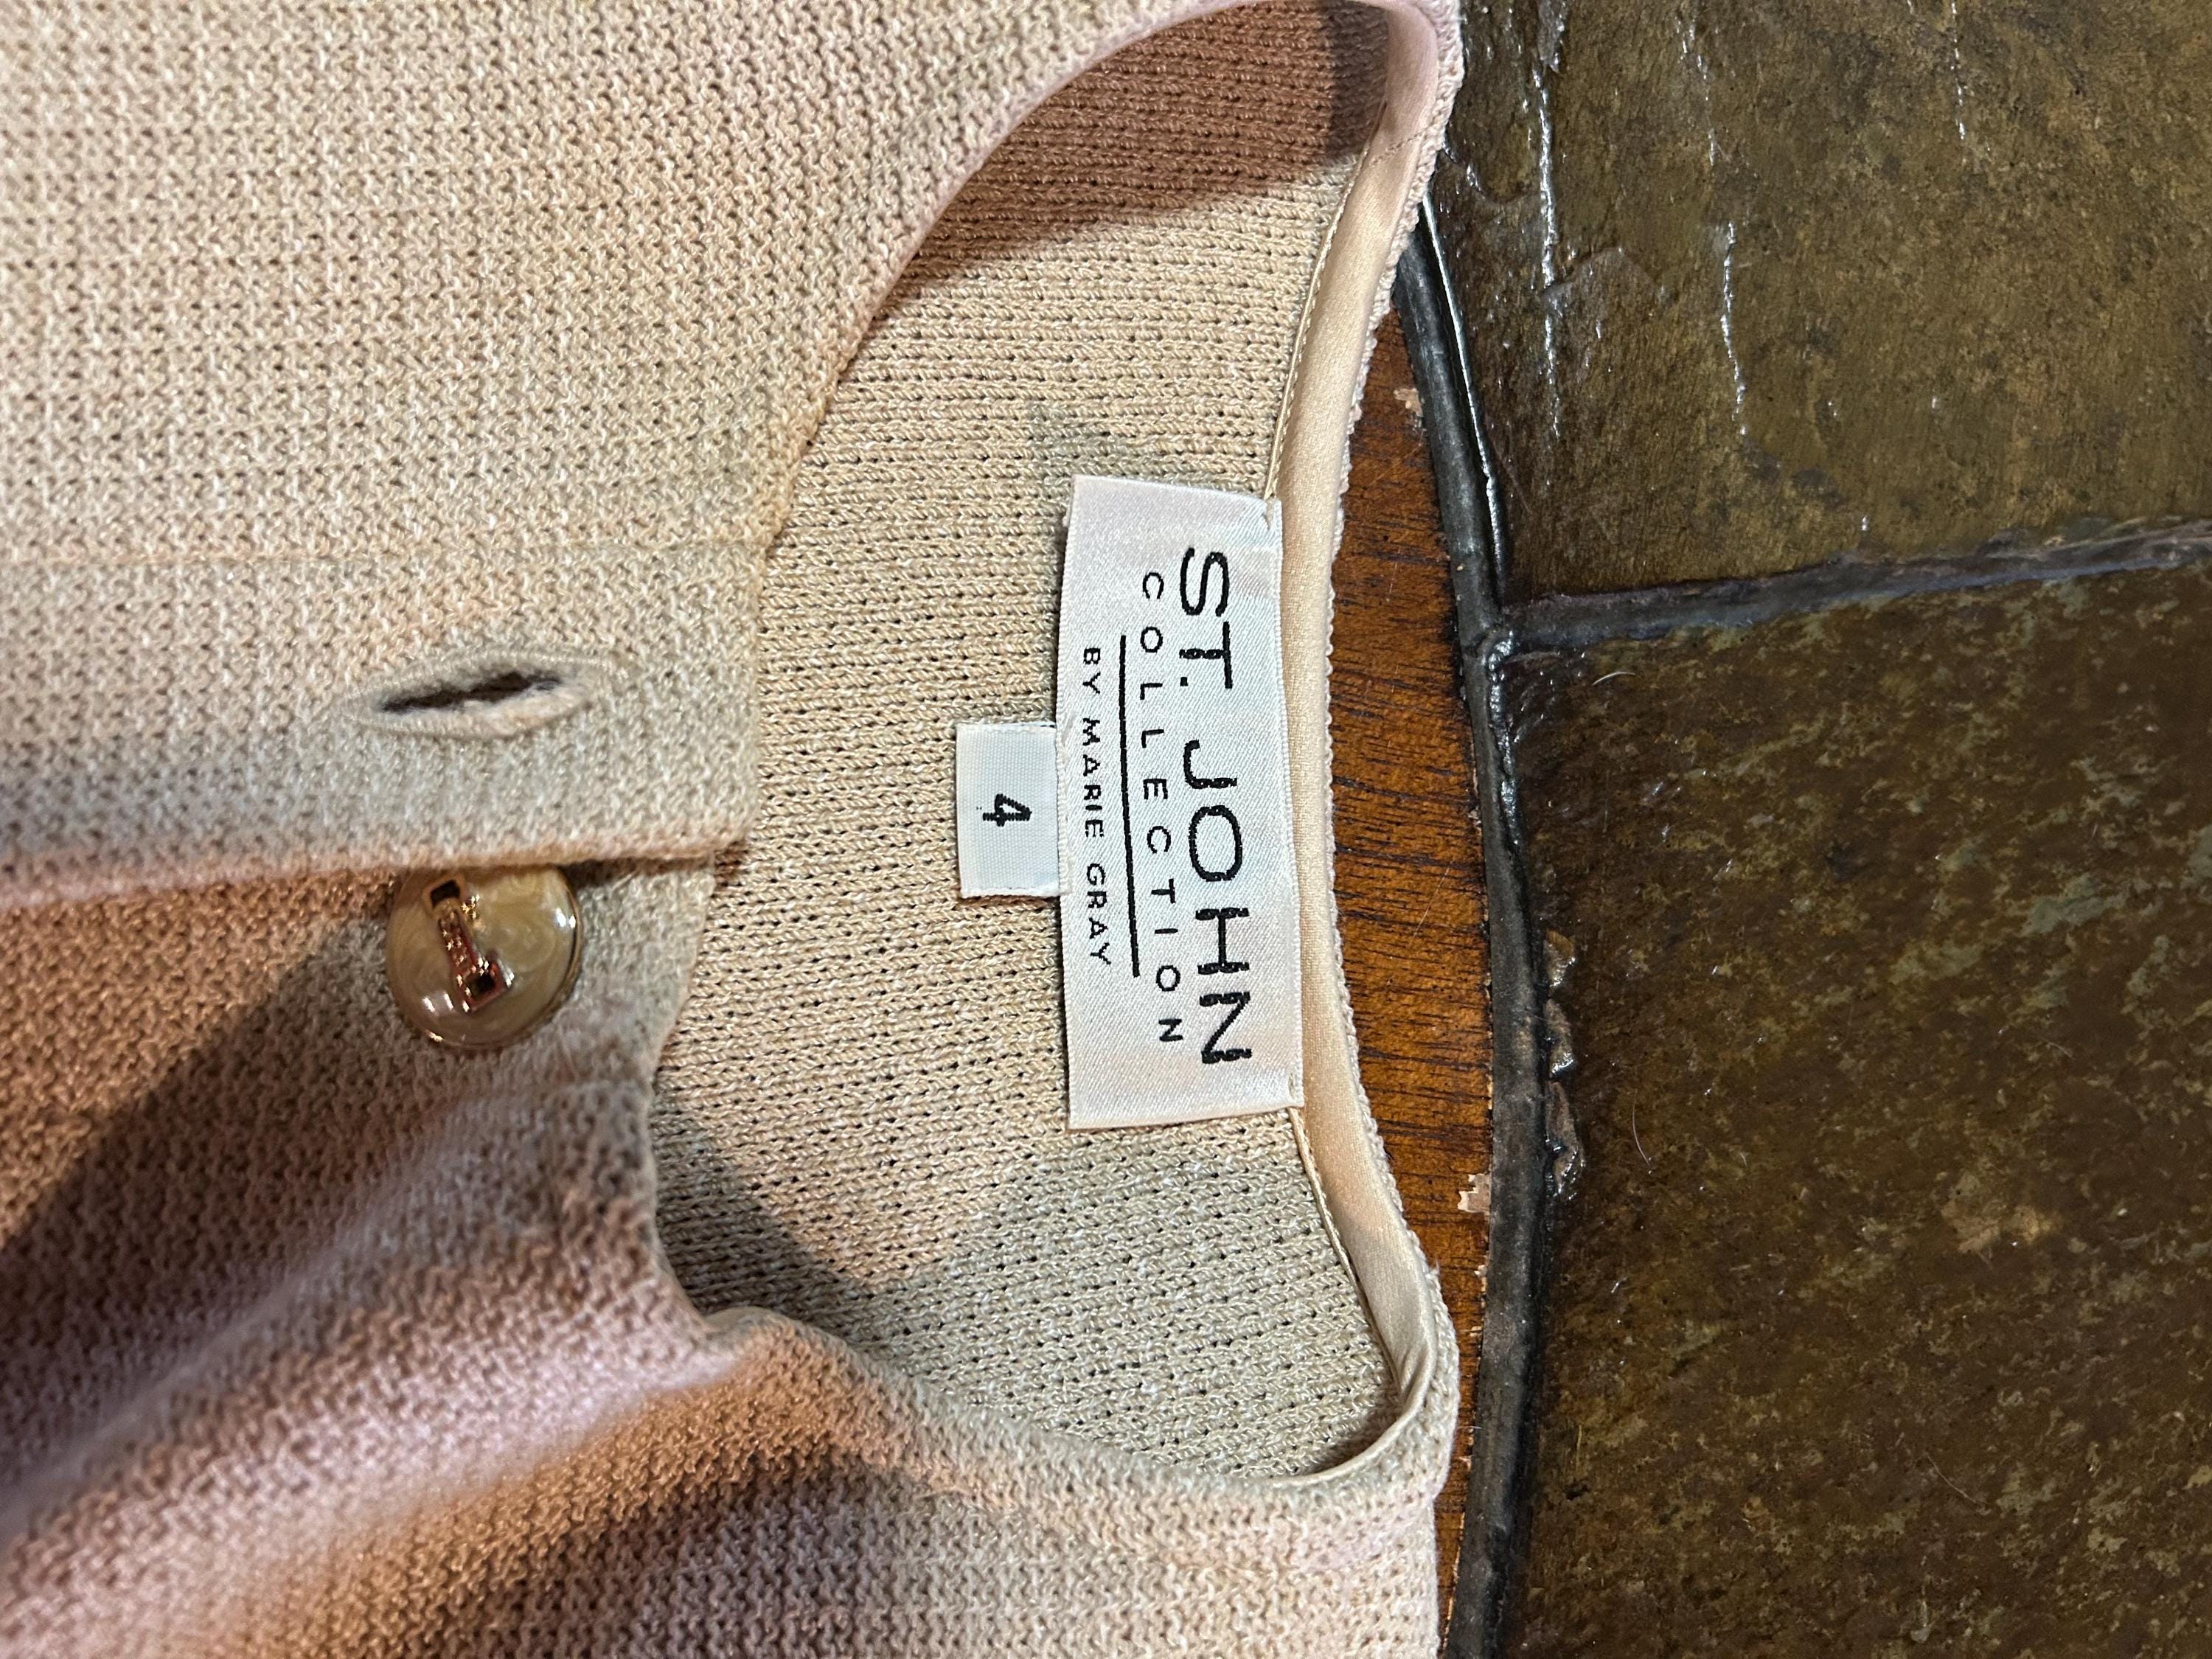 ST. JOHN
COLLECTION
BY MARIE GRAY
4